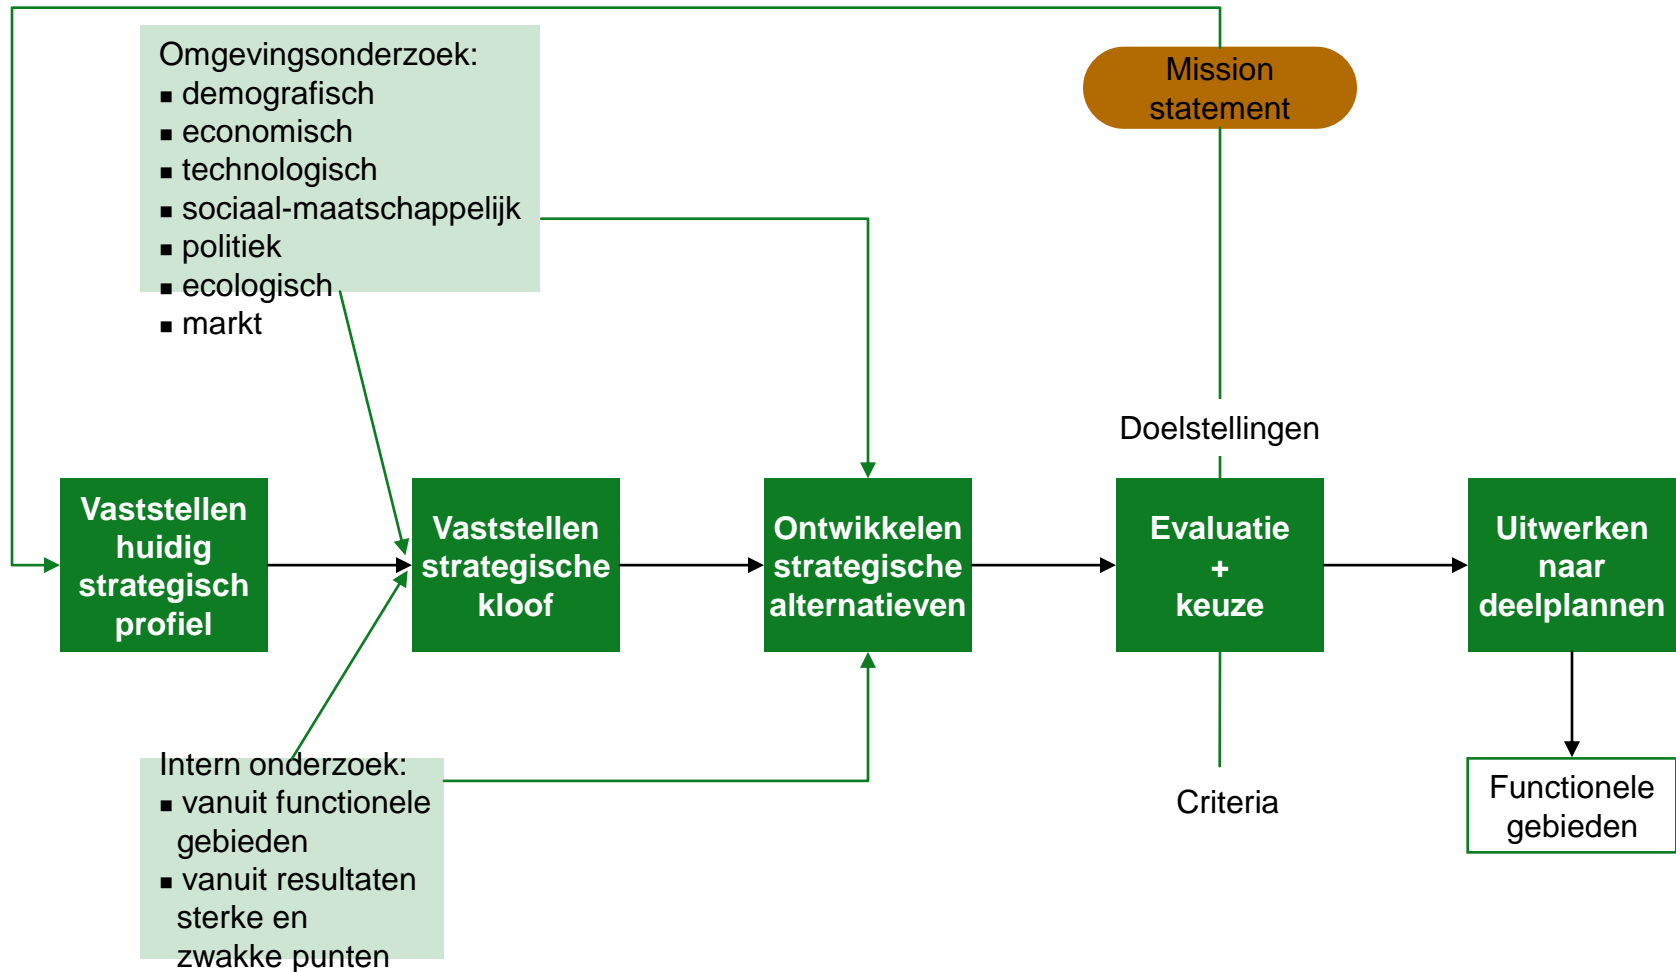 Omgevingsonderzoek:
▪ demografisch
▪ economisch
▪ technologisch
▪ sociaal-maatschappelijk
▪ politiek
▪ ecologisch
▪ markt
Mission
statement
Doelstellingen
Vaststellen
huidig
strategisch
profiel
Vaststellen
strategische
kloof
Ontwikkelen
strategische
alternatieven
Evaluatie
+
keuze
Uitwerken
naar
deelplannen
Intern onderzoek:
▪ vanuit functionele
gebieden
▪ vanuit resultaten
sterke en
zwakke punten
Criteria
Functionele
gebieden